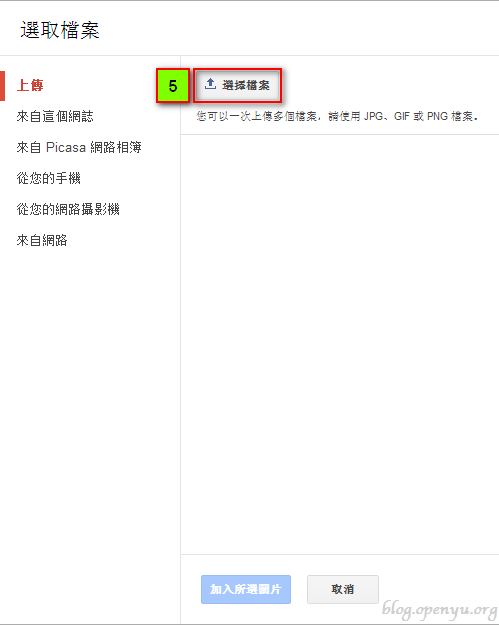 選取檔案
上傳
來自這個網誌
來自 Picasa 網路相簿
從您的手機
從您的網路攝影機
來自網路
5
選擇檔案
您可以一次上傳多個檔案，請使用 JPG、GIF 或 PNG 檔案。
加入所選圖片
取消
blog.openyu.org